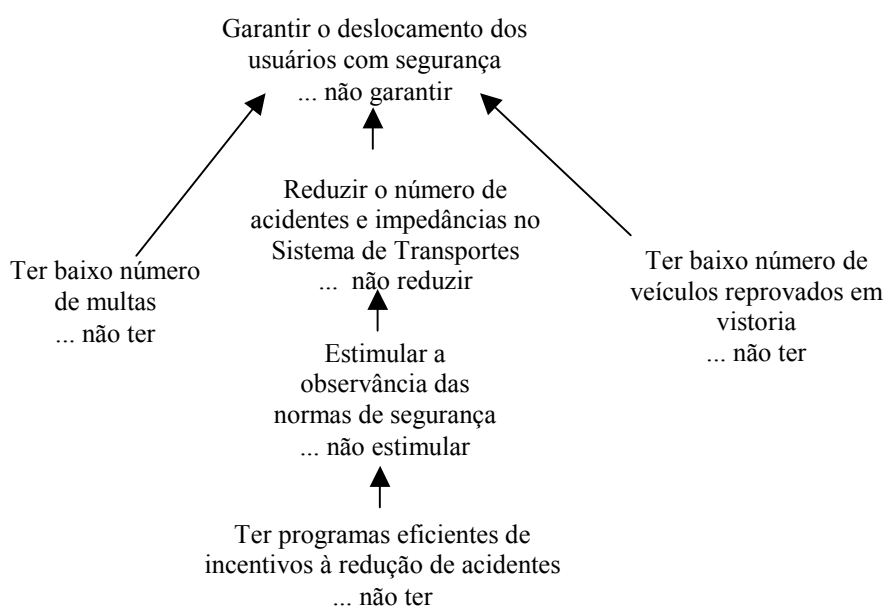 Garantir o deslocamento dos
usuários com segurança
... não garantir
Reduzir o número de
acidentes e impedâncias no
Sistema de Transportes
... não reduzir
Ter baixo número
de multas
... não ter
Ter baixo número de
veículos reprovados em
vistoria
... não ter
Estimular a
observância das
normas de segurança
... não estimular
Ter programas eficientes de
incentivos à redução de acidentes
... não ter